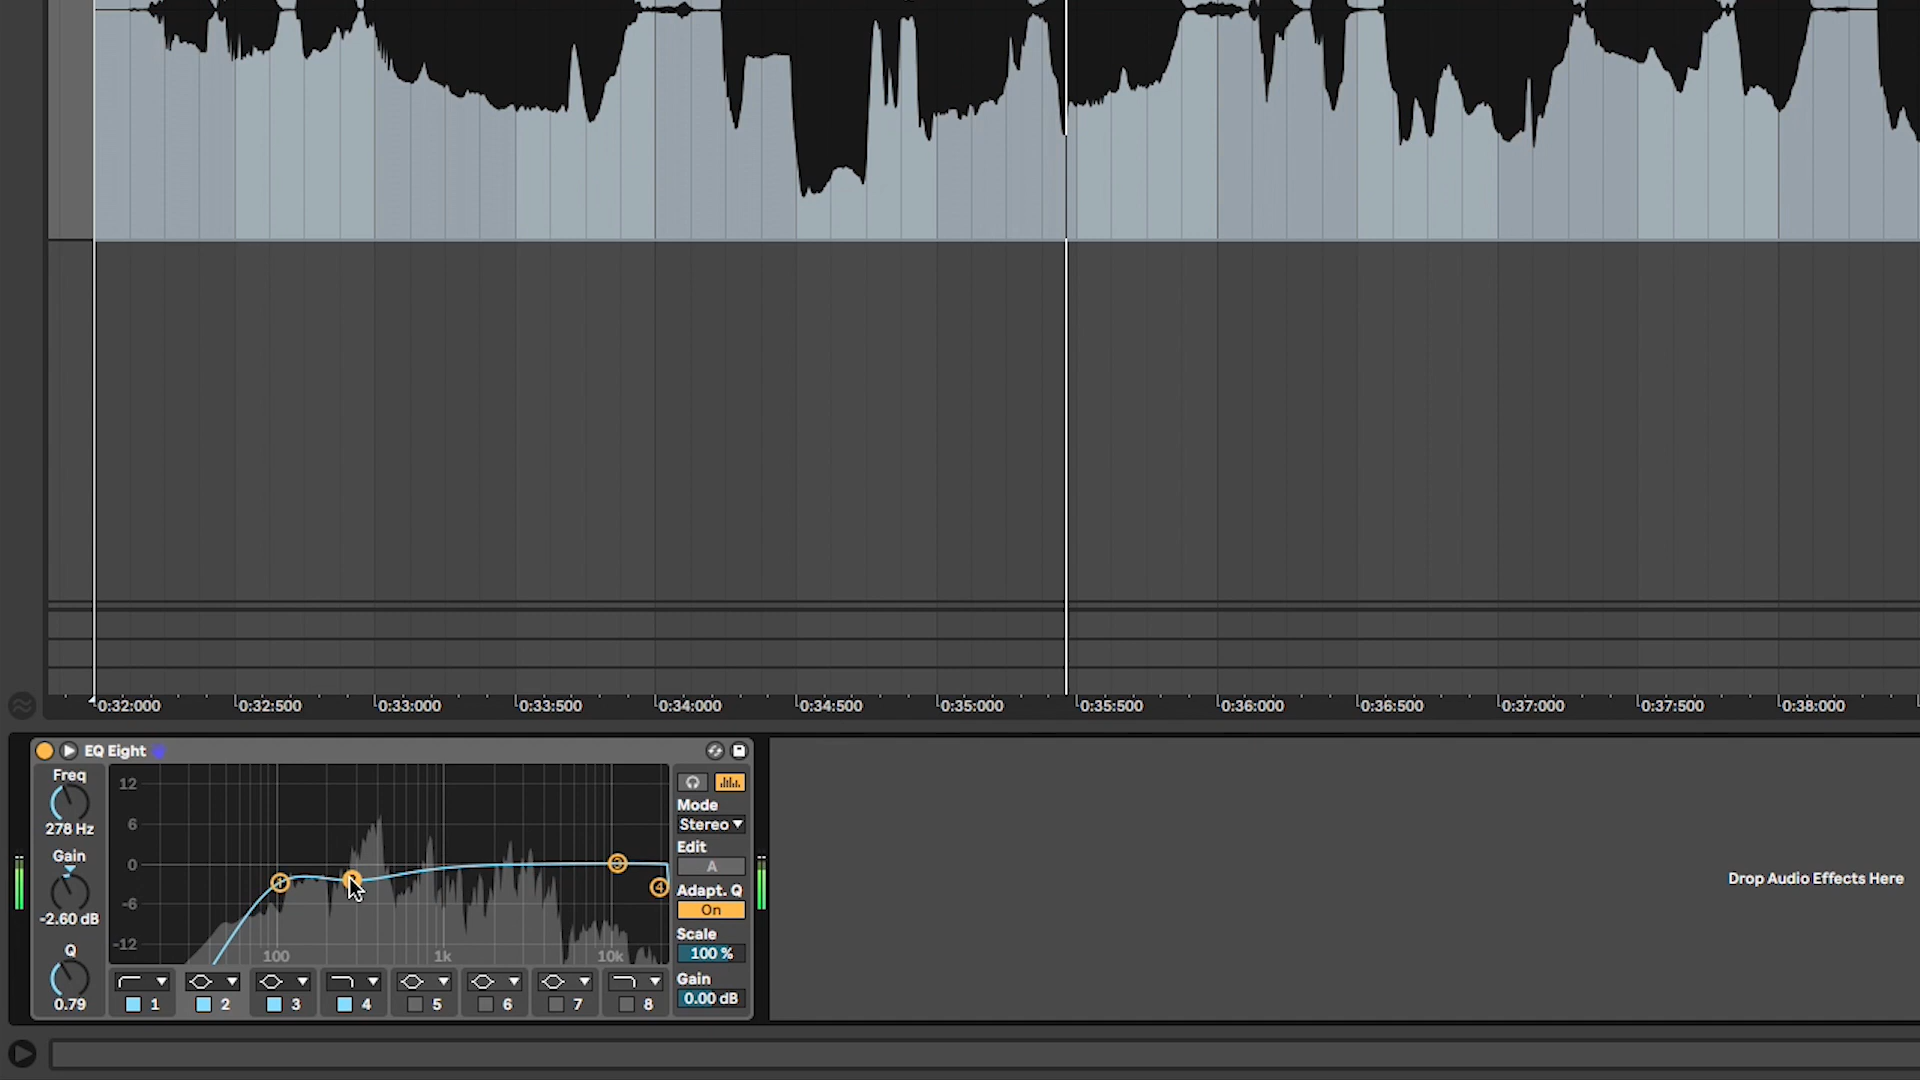 0:32:000 0:32:500 0:33:000 0:33:500 0:34:000 0:34:500 0:35:000 0:35:500 0:36:000 0:36:500 0:37:000 0:37:500 0:38:000
EQ Eight
Freq
278 Hz
Gain
-2.60 dB
Q
0.79
12
6
0
-6
-12
100 1k 10k
1 3 4
1 2 3 4 5 6 7 8
Mode
Stereo
Edit
A
Adapt. Q
On
Scale
100 %
Gain
0.00 dB
Drop Audio Effects Here